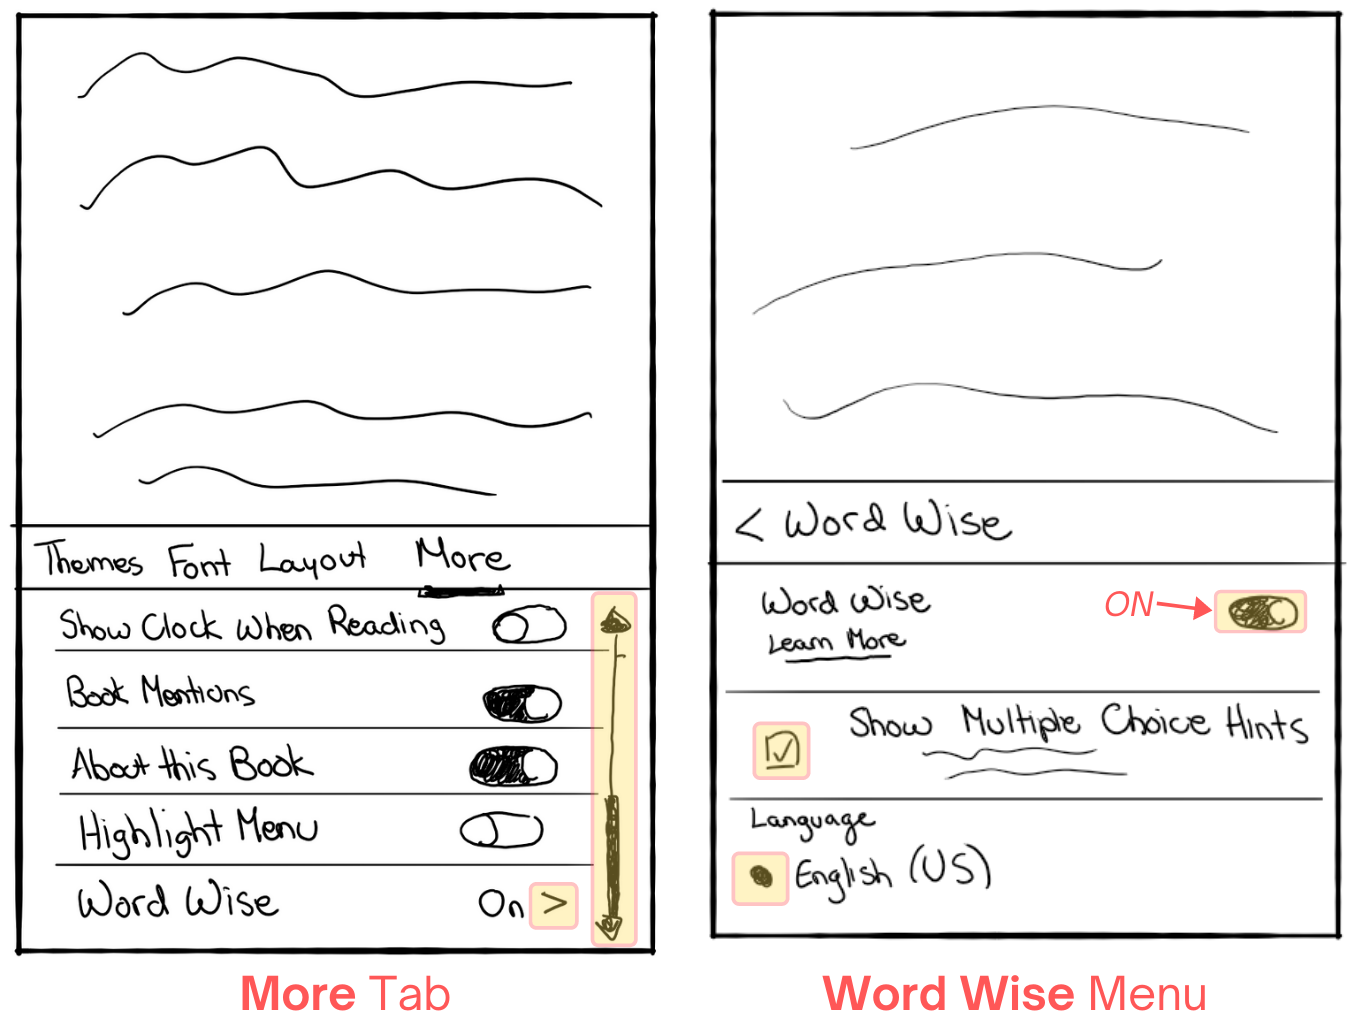 Themes Font Layout More
Show Clock When Reading
Book Mentions
About this Book
Highlight Menu
Word Wise On >
More Tab
< Word Wise
Word Wise
ON
Learn More
Show Multiple Choice Hints
Language
English (US)
Word Wise Menu